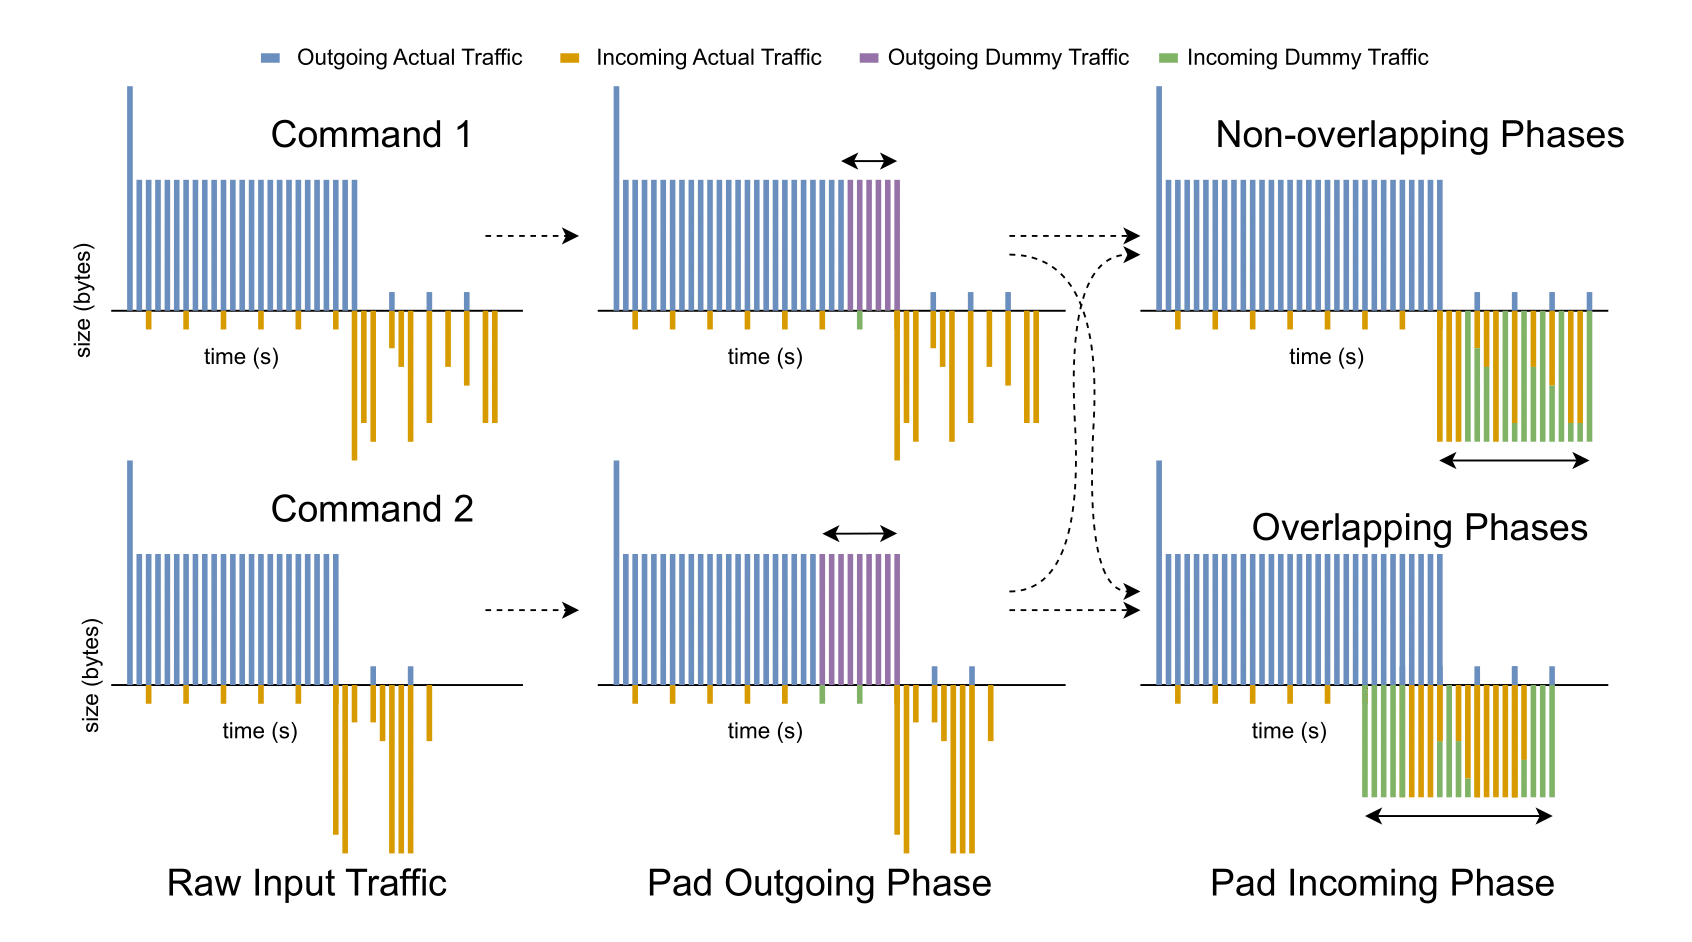 Outgoing Actual Traffic
Incoming Actual Traffic
Outgoing Dummy Traffic
Incoming Dummy Traffic
Command 1
Non-overlapping Phases
size (bytes)
time (s)
time (s)
time (s)
Command 2
Overlapping Phases
size (bytes)
time (s)
time (s)
time (s)
Raw Input Traffic
Pad Outgoing Phase
Pad Incoming Phase